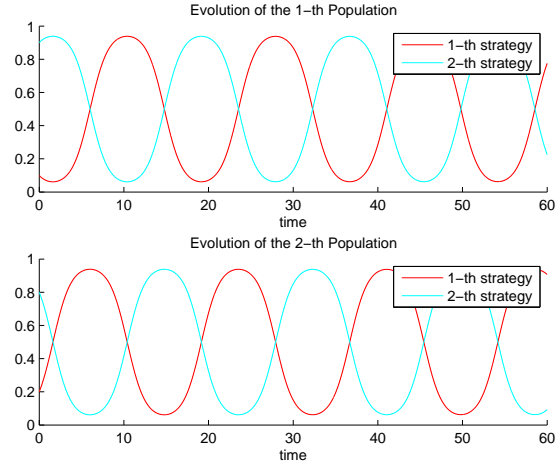 Evolution of the 1-th Population
1
0.8
0.6
0.4
0.2
0
1-th strategy
2-th strategy
0 10 20 30 40 50 60
time
Evolution of the 2-th Population
1
0.8
0.6
0.4
0.2
0
1-th strategy
2-th strategy
0 10 20 30 40 50 60
time